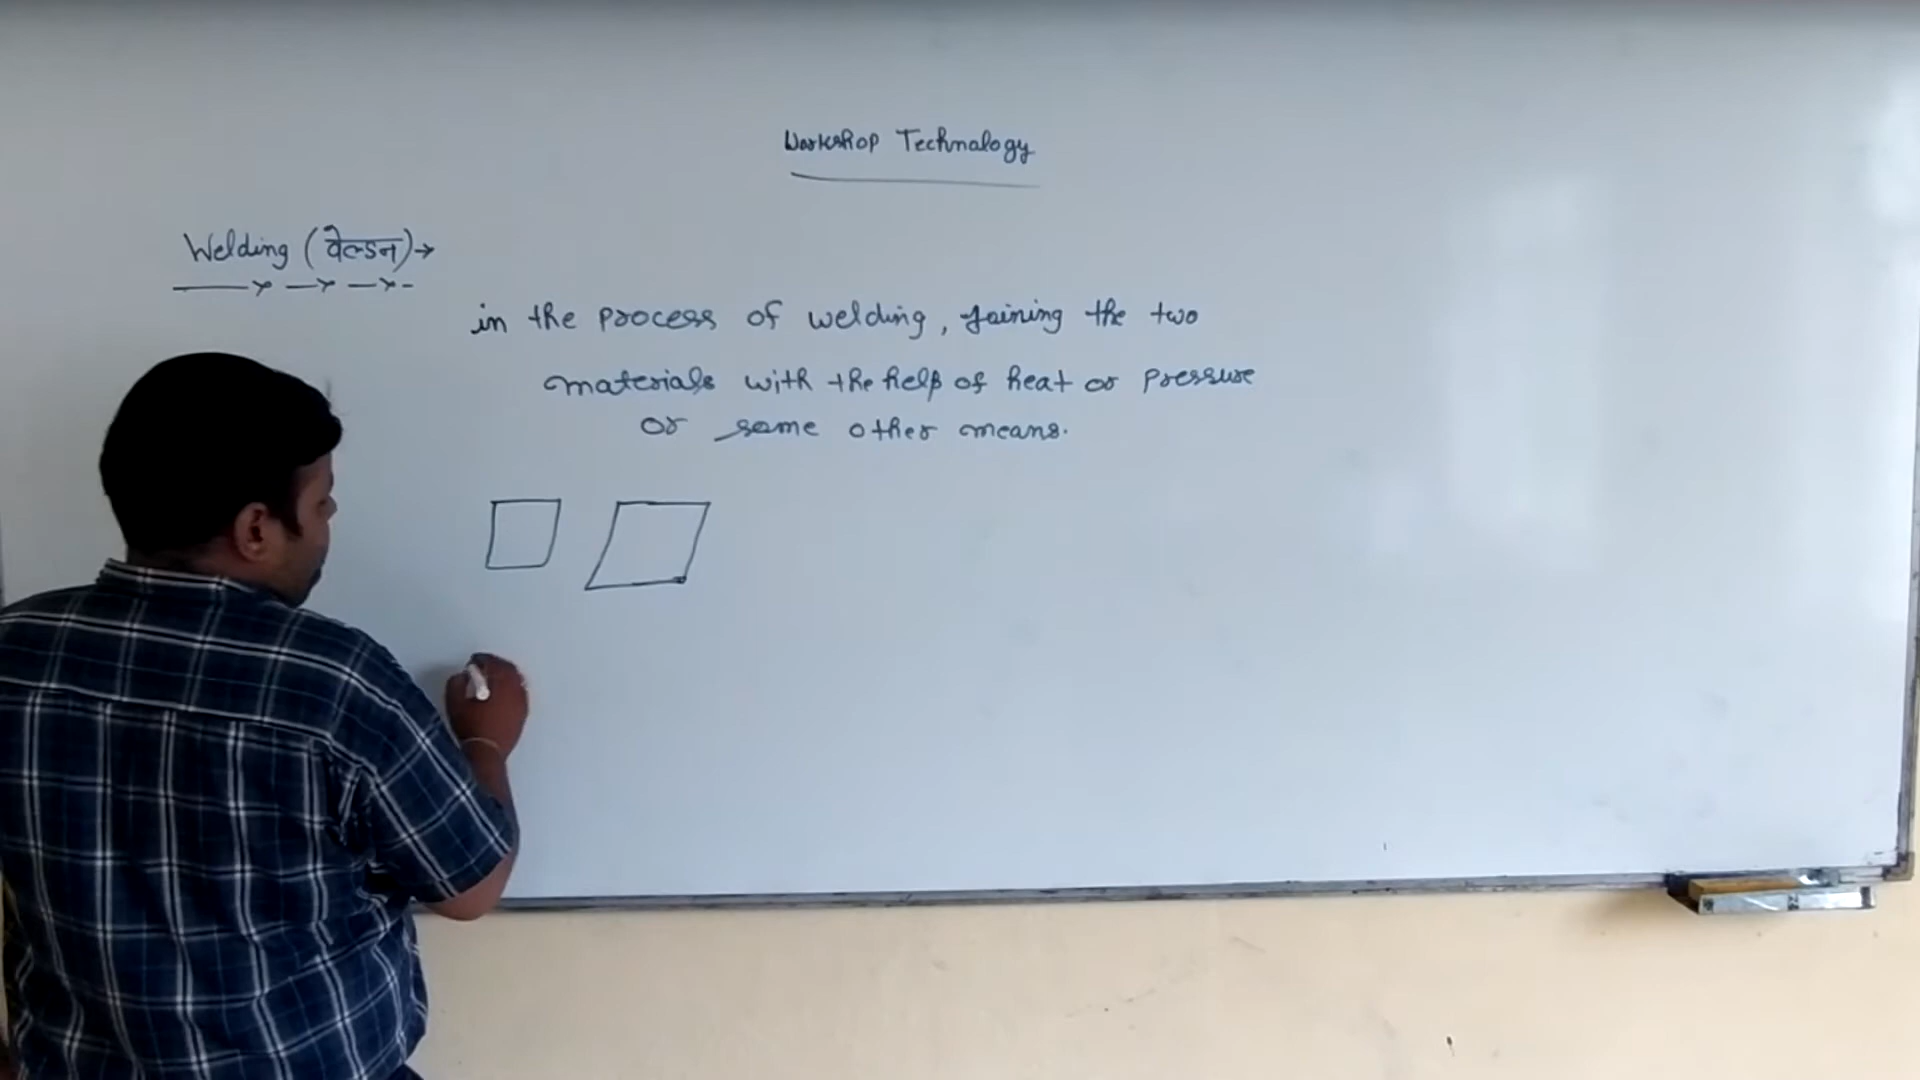 Workshop Technology
Welding (वेल्डन)→
in the process of welding, joining the two
materials with the help of heat or pressure
or some other means.